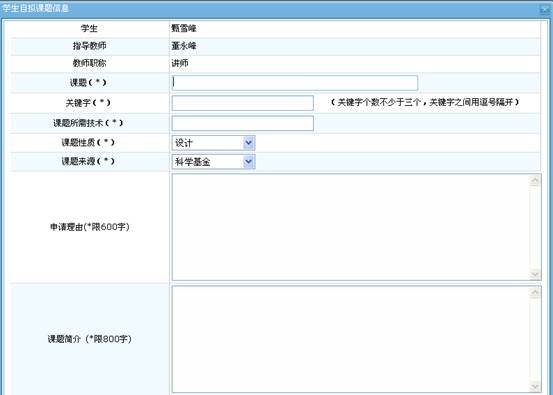 学生自拟课题信息
学生 甄雪峰
指导教师 董永峰
教师职称 讲师
课题(*)
关键字(*) (关键字个数不少于三个,关键字之间用逗号隔开)
课题所需技术(*)
课题性质(*) 设计
课题来源(*) 科学基金
申请理由(*限600字)
课题简介 (*限800字)